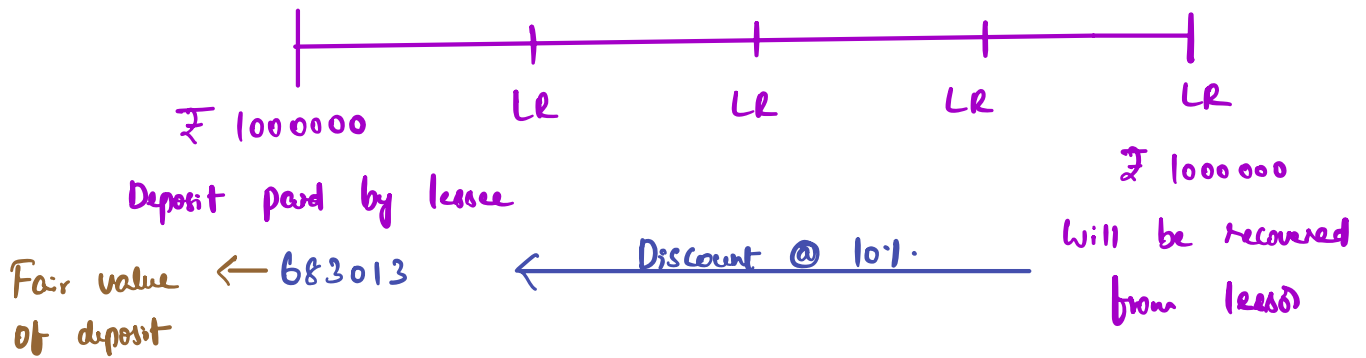 LR LR LR LR
₹ 1000000
₹ 1000000
Deposit paid by lessee
will be recovered
from lessor
Discount @ 10%.
Fair value ← 683013
of deposit